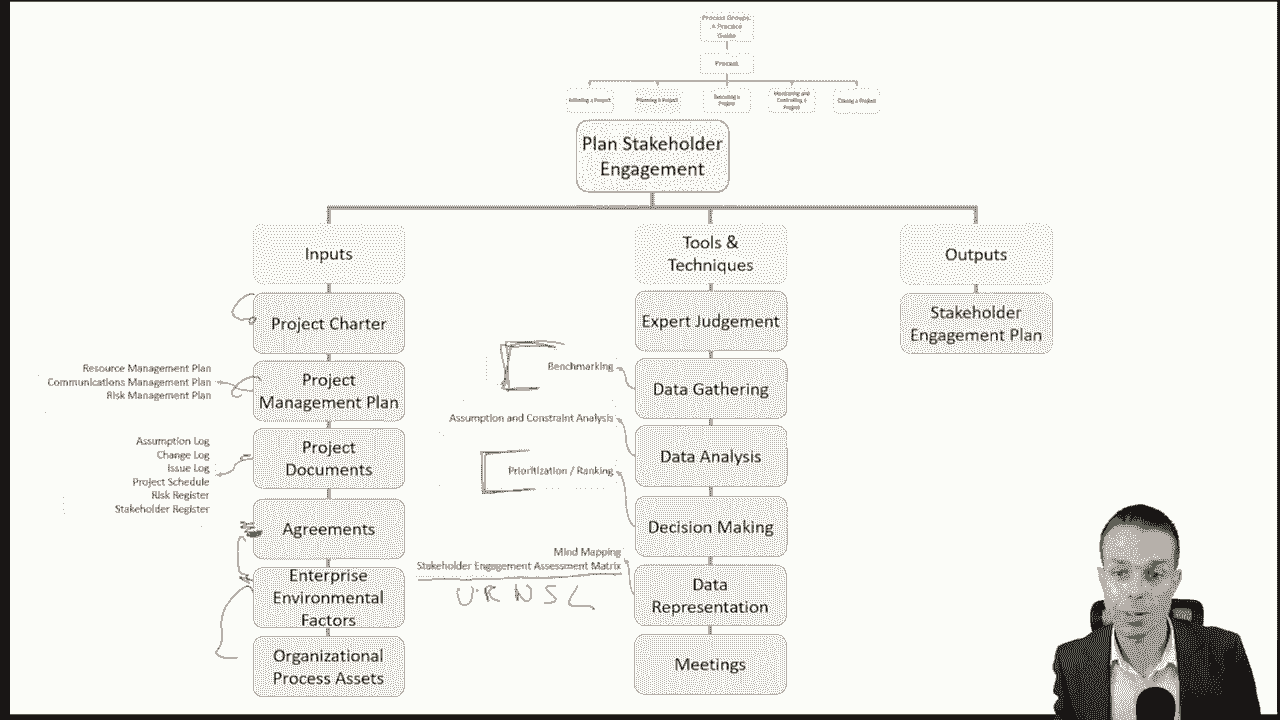 Process Groups:
A Practice
Guide
Process
Initiating a Project
Planning a Project
Executing a
Project
Monitoring and
Controlling a
Project
Closing a Project
Plan Stakeholder
Engagement
Inputs
Project Charter
Resource Management Plan
Communications Management Plan
Risk Management Plan
Project
Management Plan
Assumption Log
Change Log
Issue Log
Project Schedule
Risk Register
Stakeholder Register
Project
Documents
Agreements
Enterprise
Environmental
Factors
Organizational
Process Assets
Tools &
Techniques
Expert Judgement
Benchmarking
Data Gathering
Assumption and Constraint Analysis
Data Analysis
Prioritization / Ranking
Decision Making
Mind Mapping
Stakeholder Engagement Assessment Matrix
U R N S L
Data
Representation
Meetings
Outputs
Stakeholder
Engagement Plan